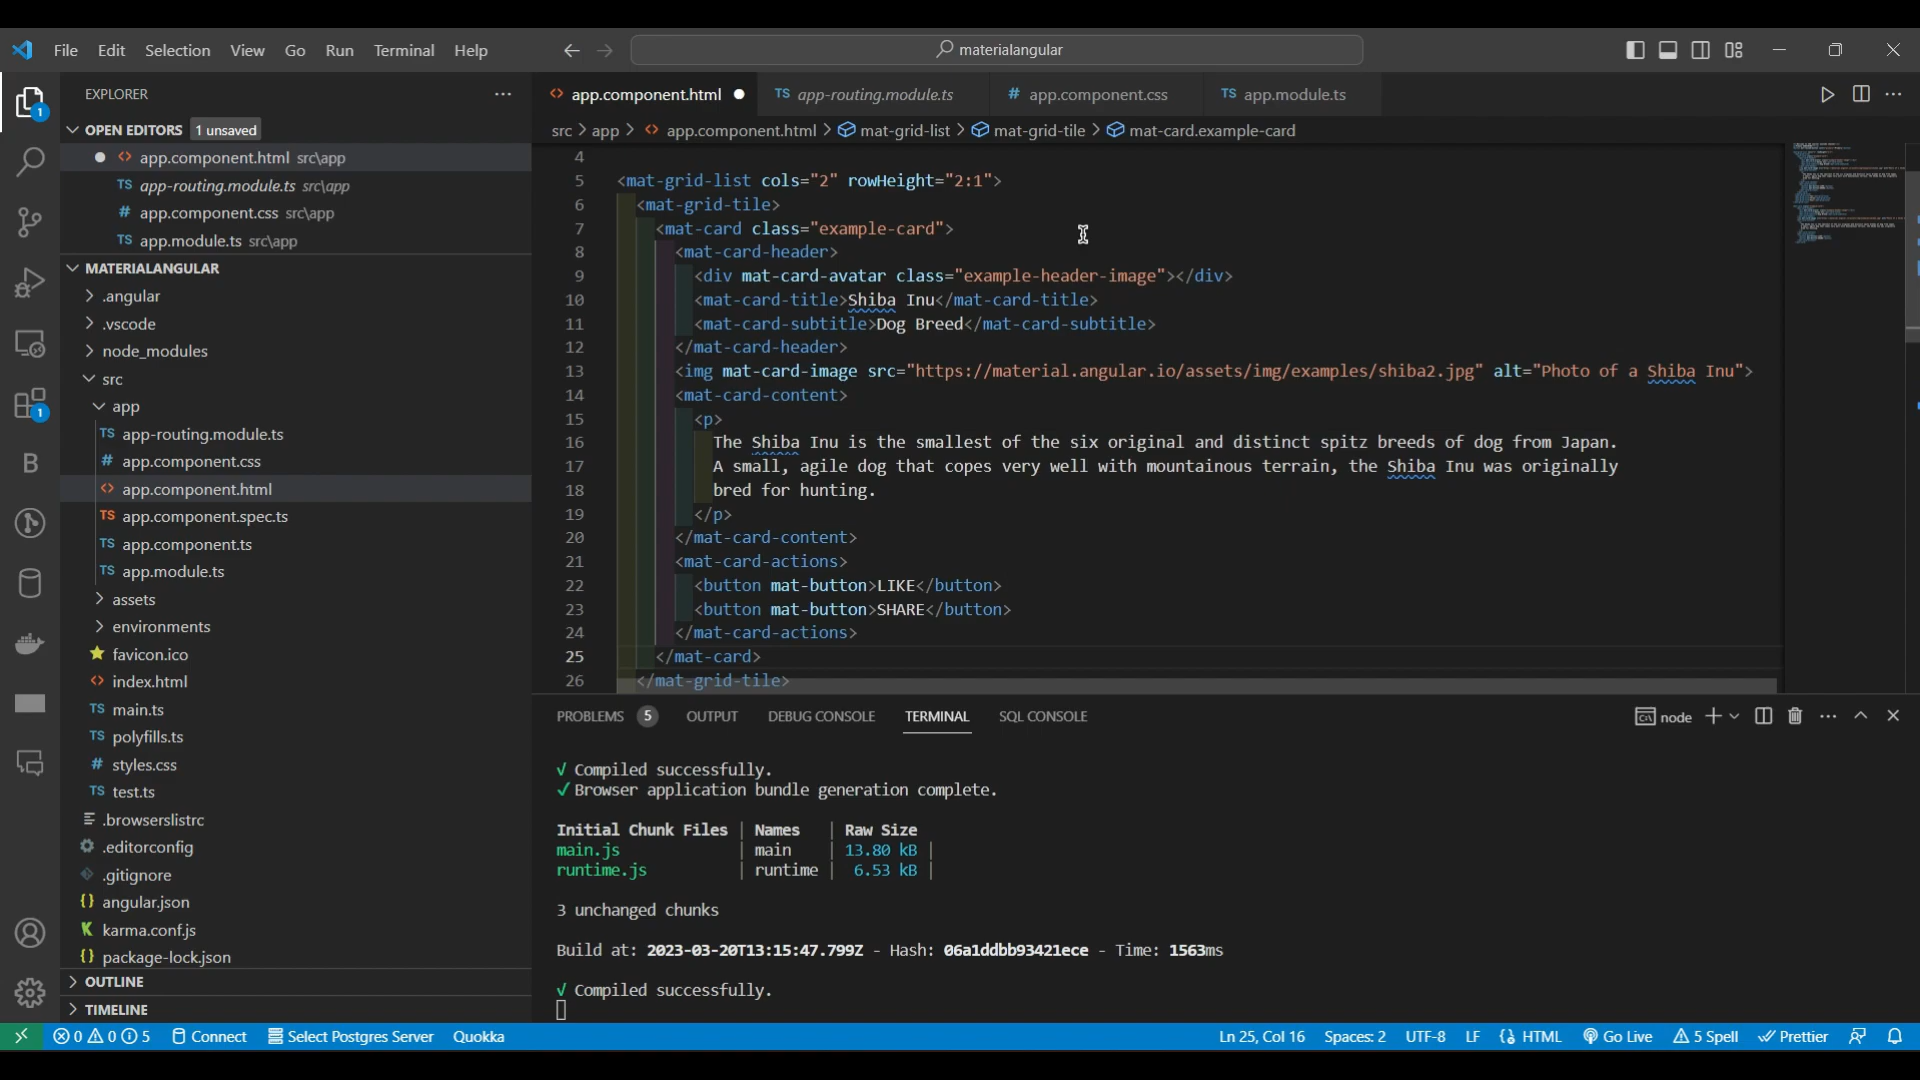 File Edit Selection View Go Run Terminal Help
materialangular
EXPLORER
OPEN EDITORS 1 unsaved
app.component.html src\app
app-routing.module.ts src\app
app.component.css src\app
app.module.ts src\app
MATERIALANGULAR
.angular
.vscode
node_modules
src
app
app-routing.module.ts
app.component.css
app.component.html
app.component.spec.ts
app.component.ts
app.module.ts
assets
environments
favicon.ico
index.html
main.ts
polyfills.ts
styles.css
test.ts
.browserslistrc
.editorconfig
.gitignore
angular.json
karma.conf.js
package-lock.json
OUTLINE
TIMELINE
app.component.html app-routing.module.ts app.component.css app.module.ts
src > app > app.component.html > mat-grid-list > mat-grid-tile > mat-card.example-card
4
5 <mat-grid-list cols="2" rowHeight="2:1">
6 <mat-grid-tile>
7 <mat-card class="example-card">
8 <mat-card-header>
9 <div mat-card-avatar class="example-header-image"></div>
10 <mat-card-title>Shiba Inu</mat-card-title>
11 <mat-card-subtitle>Dog Breed</mat-card-subtitle>
12 </mat-card-header>
13 <img mat-card-image src="https://material.angular.io/assets/img/examples/shiba2.jpg" alt="Photo of a Shiba Inu">
14 <mat-card-content>
15 <p>
16 The Shiba Inu is the smallest of the six original and distinct spitz breeds of dog from Japan.
17 A small, agile dog that copes very well with mountainous terrain, the Shiba Inu was originally
18 bred for hunting.
19 </p>
20 </mat-card-content>
21 <mat-card-actions>
22 <button mat-button>LIKE</button>
23 <button mat-button>SHARE</button>
24 </mat-card-actions>
25 </mat-card>
26 </mat-grid-tile>
PROBLEMS 5 OUTPUT DEBUG CONSOLE TERMINAL SQL CONSOLE
node
√ Compiled successfully.
✓ Browser application bundle generation complete.
Initial Chunk Files | Names | Raw Size
main.js | main | 13.80 kB |
runtime.js | runtime | 6.53 kB |
3 unchanged chunks
Build at: 2023-03-20T13:15:47.799Z - Hash: 06a1ddbb93421ece - Time: 1563ms
√ Compiled successfully.
0 0 5 Connect Select Postgres Server Quokka
Ln 25, Col 16 Spaces: 2 UTF-8 LF HTML Go Live 5 Spell Prettier